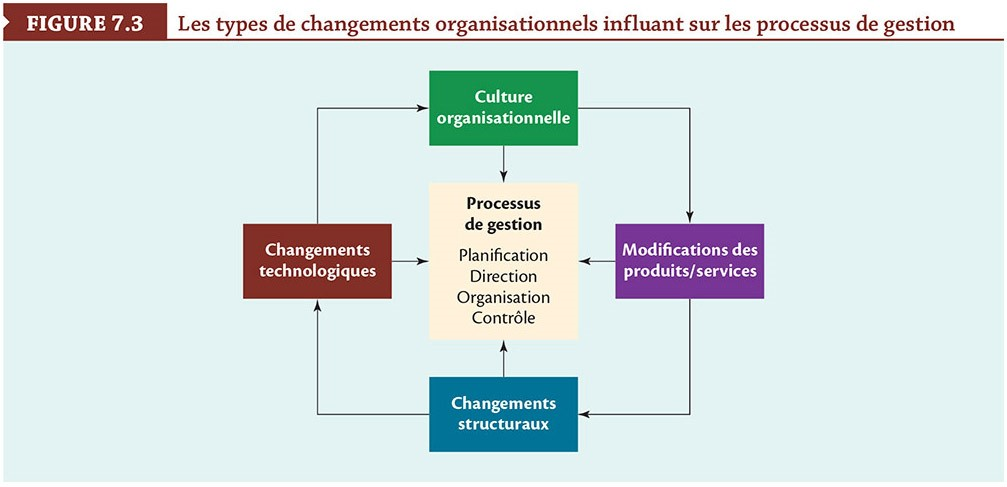 FIGURE 7.3 Les types de changements organisationnels influant sur les processus de gestion
Culture
organisationnelle
Processus
de gestion
Planification
Direction
Organisation
Contrôle
Changements
technologiques
Modifications des
produits/services
Changements
structuraux